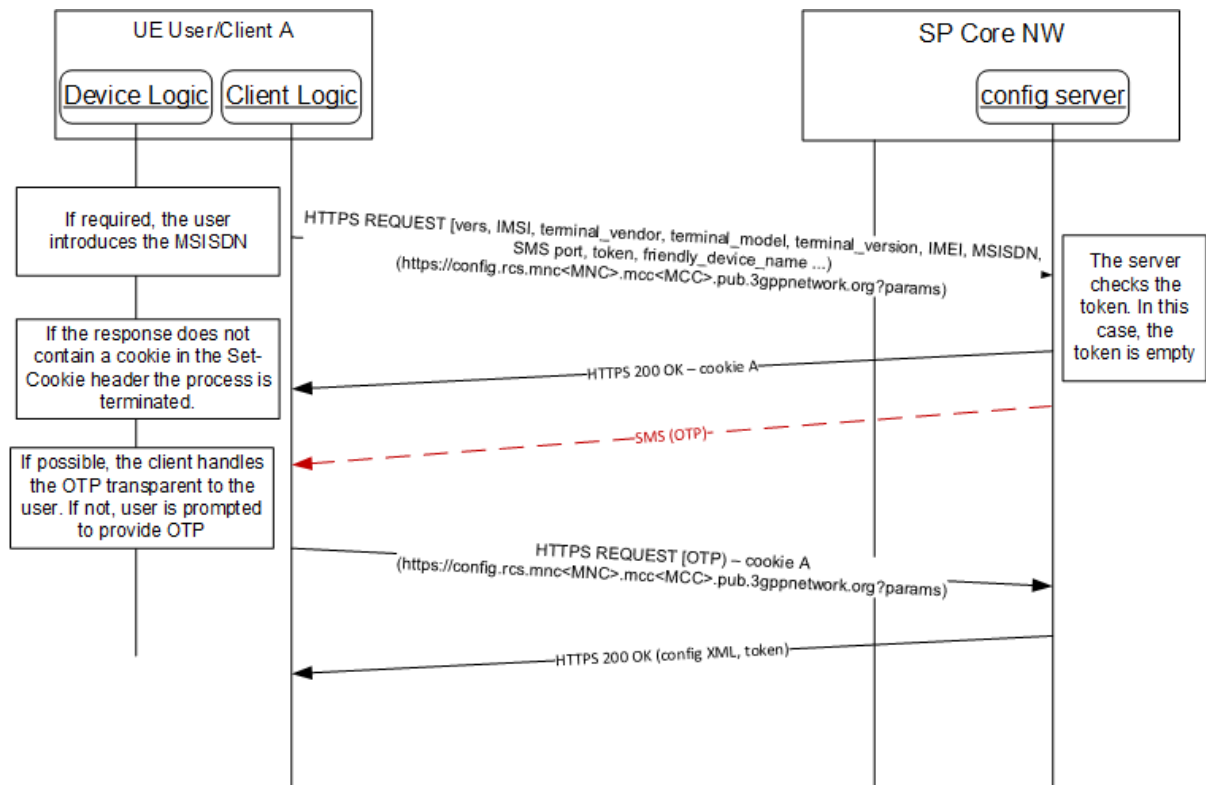 UE User/Client A
SP Core NW
Device Logic
Client Logic
config server
If required, the user
introduces the MSISDN
HTTPS REQUEST [vers, IMSI, terminal_vendor, terminal_model, terminal_version, IMEI, MSISDN,
SMS port, token, friendly_device_name ...)
(https://config.rcs.mnc<MNC>.mcc<MCC>.pub.3gppnetwork.org?params)
The server
checks the
token. In this
case, the
token is empty
If the response does not
contain a cookie in the Set-
Cookie header the process is
terminated.
HTTPS 200 OK – cookie A
SMS (OTP)
If possible, the client handles
the OTP transparent to the
user. If not, user is prompted
to provide OTP
HTTPS REQUEST [OTP) – cookie A
(https://config.rcs.mnc<MNC>.mcc<MCC>.pub.3gppnetwork.org?params)
HTTPS 200 OK (config XML, token)